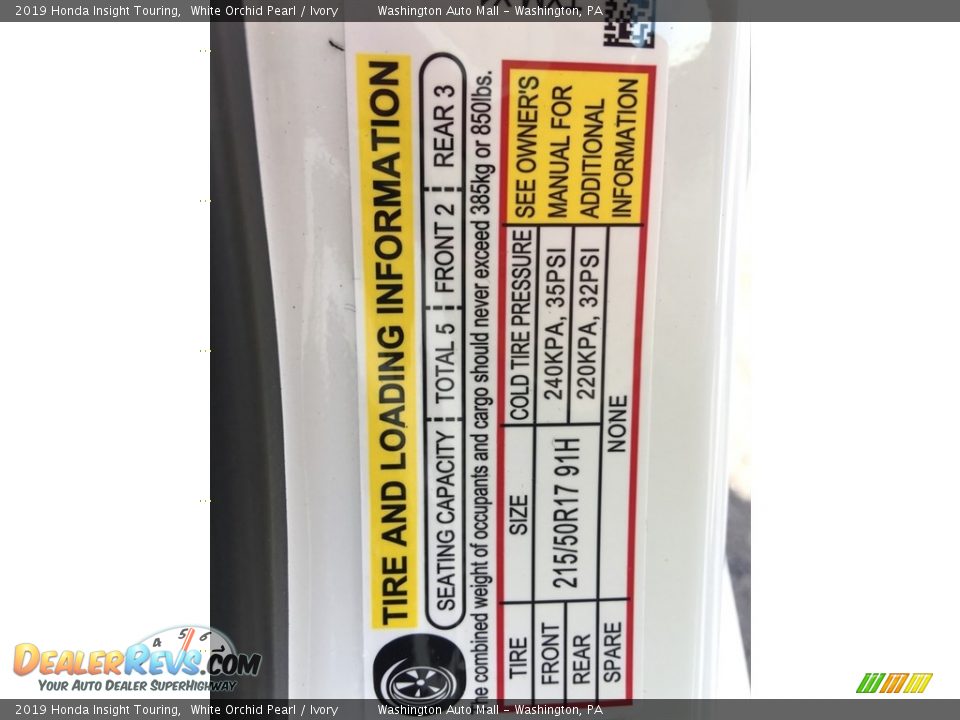 2019 Honda Insight Touring, White Orchid Pearl / Ivory Washington Auto Mall - Washington, PA
TIRE AND LOADING INFORMATION
SEATING CAPACITY TOTAL 5 FRONT 2 REAR 3
The combined weight of occupants and cargo should never exceed 385kg or 850lbs.
TIRE SIZE COLD TIRE PRESSURE
FRONT 215/50R17 91H 240KPA, 35PSI
REAR 220KPA, 32PSI
SPARE NONE
SEE OWNER'S
MANUAL FOR
ADDITIONAL
INFORMATION
4 5 6
DEALERREVS.COM
YOUR AUTO DEALER SUPERHIGHWAY
2019 Honda Insight Touring, White Orchid Pearl / Ivory Washington Auto Mall - Washington, PA